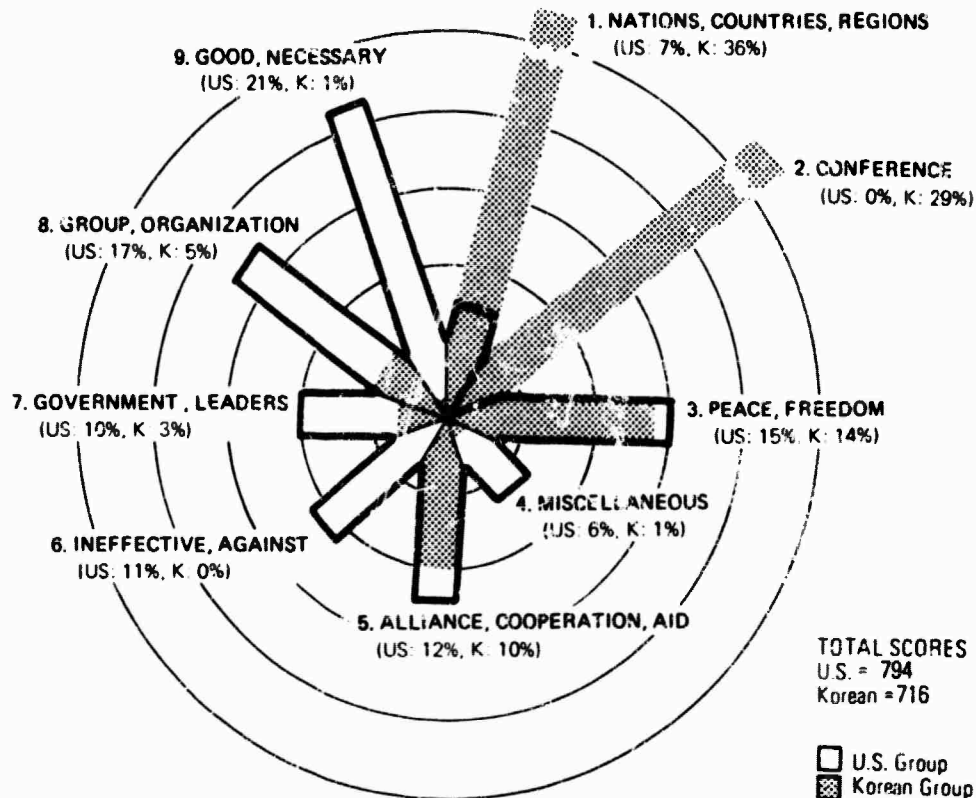 1. NATIONS, COUNTRIES, REGIONS
(US: 7%, K: 36%)
9. GOOD, NECESSARY
(US: 21%, K: 1%)
2. CONFERENCE
(US: 0%, K: 29%)
8. GROUP, ORGANIZATION
(US: 17%, K: 5%)
7. GOVERNMENT, LEADERS
(US: 10%, K: 3%)
3. PEACE, FREEDOM
(US: 15%, K: 14%)
4. MISCELLANEOUS
(US: 6%, K: 1%)
6. INEFFECTIVE, AGAINST
(US: 11%, K: 0%)
5. ALLIANCE, COOPERATION, AID
(US: 12%, K: 10%)
TOTAL SCORES
U.S. = 794
Korean =716
U.S. Group
Korean Group